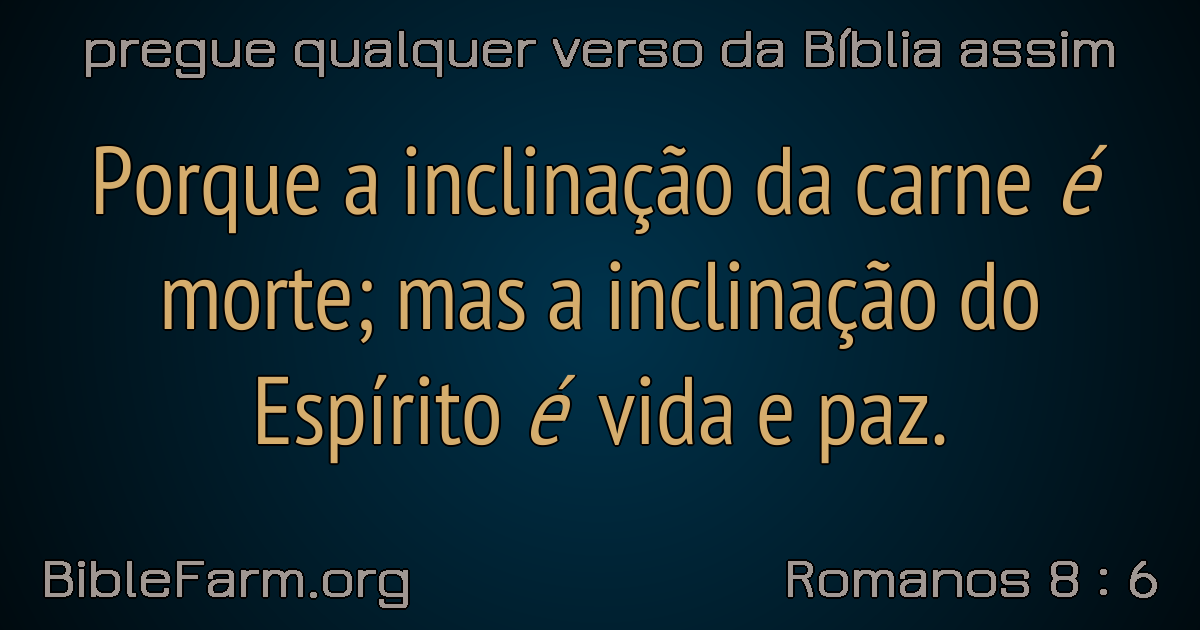 pregue qualquer verso da Bíblia assim
Porque a inclinação da carne é
morte; mas a inclinação do
Espírito é vida e paz.
BibleFarm.org
Romanos 8 : 6